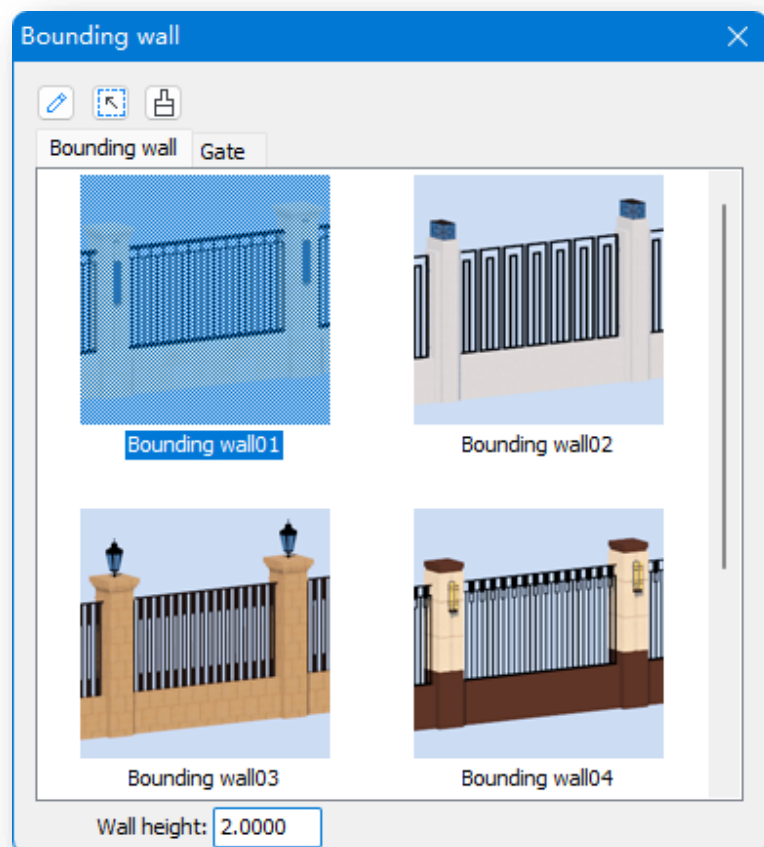 Bounding wall
Bounding wall Gate
Bounding wall01 Bounding wall02
Bounding wall03 Bounding wall04
Wall height: 2.0000